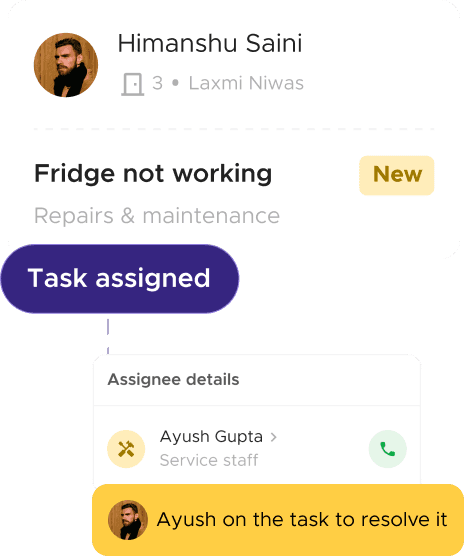 Himanshu Saini
3 • Laxmi Niwas
Fridge not working
New
Repairs & maintenance
Task assigned
Assignee details
Ayush Gupta >
Service staff
Ayush on the task to resolve it